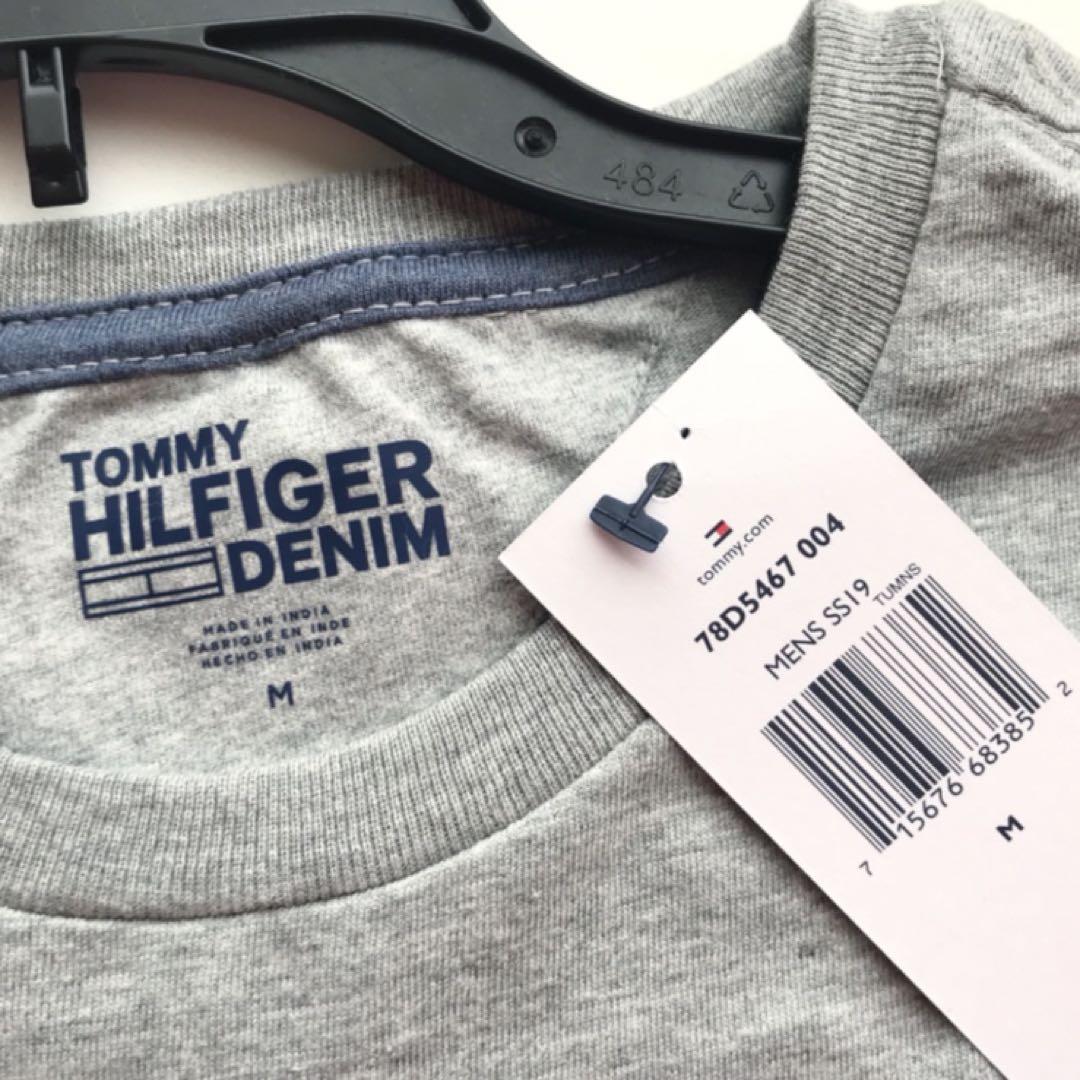 484
TOMMY
HILFIGER
DENIM
MADE IN INDIA
FABRIQUÉ EN INDE
HECHO EN INDIA
M
tommy.com
78D5467 004
MENS SS19
TUMNS
7 15676 68385 2
M